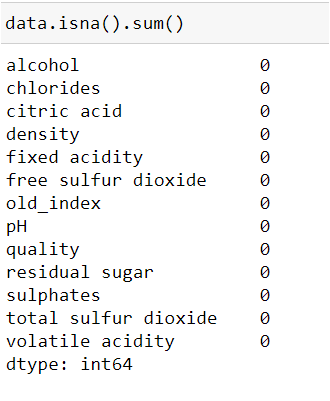 data.isna().sum()
alcohol 0
chlorides 0
citric acid 0
density 0
fixed acidity 0
free sulfur dioxide 0
old_index 0
pH 0
quality 0
residual sugar 0
sulphates 0
total sulfur dioxide 0
volatile acidity 0
dtype: int64